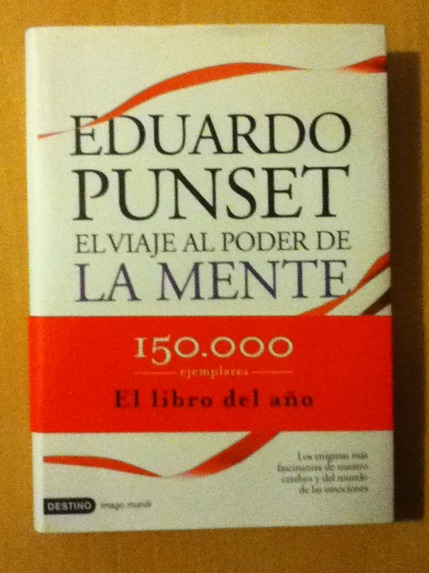 EDUARDO
PUNSET
EL VIAJE AL PODER DE
LA MENTE
150.000
ejemplares
El libro del año
Los enigmas más
fascinantes de nuestro
cerebro y del mundo
de las emociones
DESTINO imago mundi